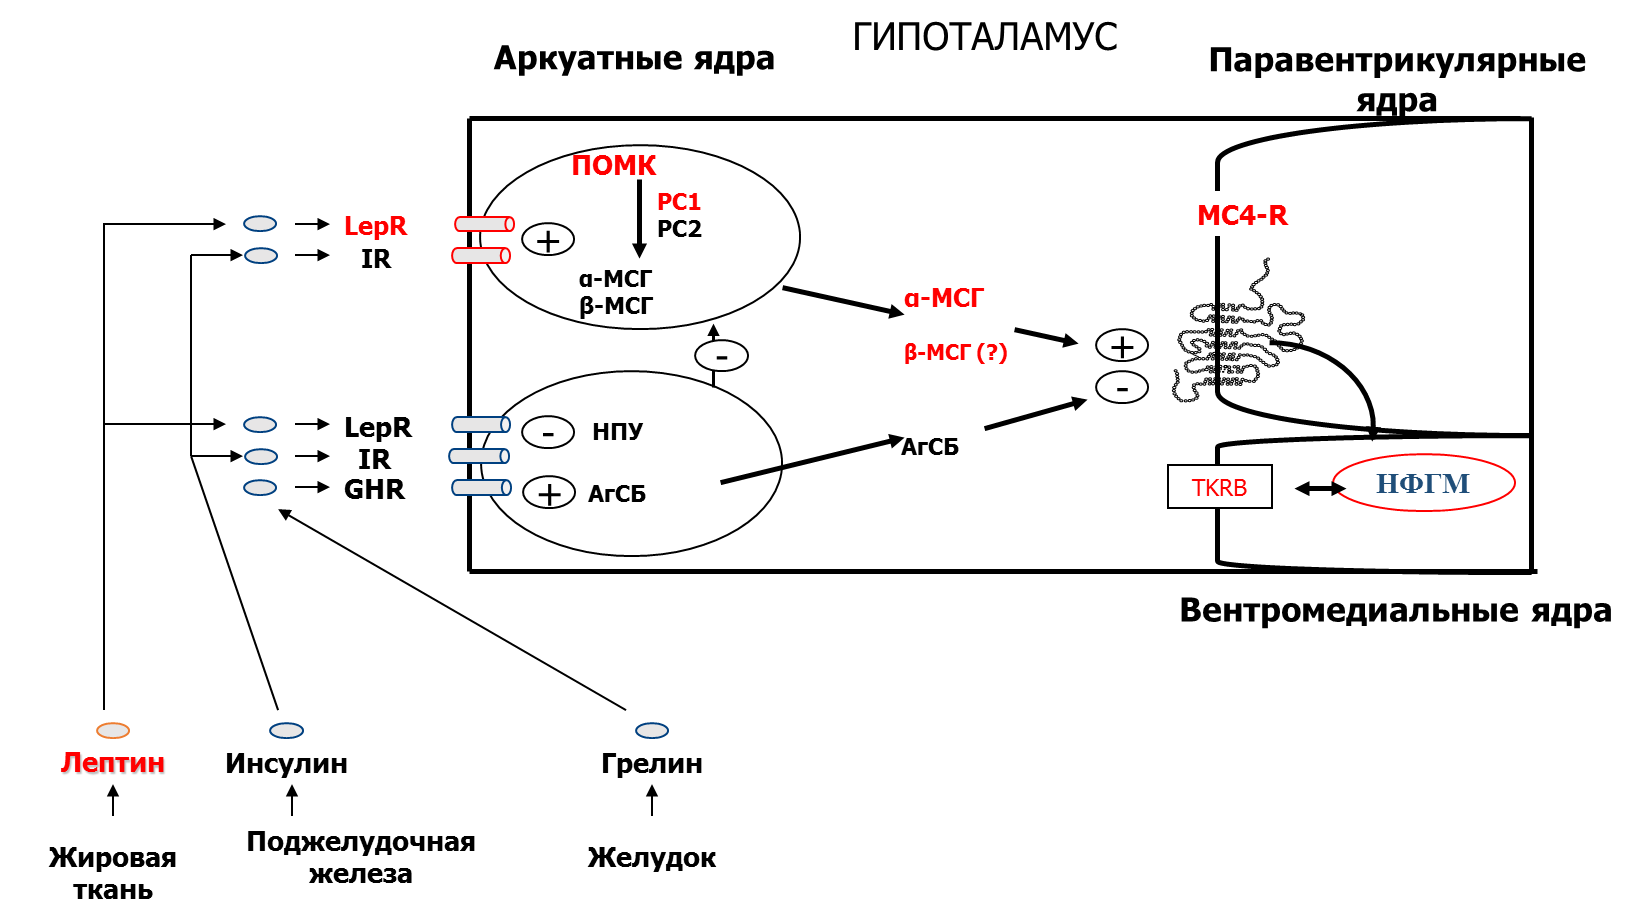 ГИПОТАЛАМУС
Аркуатные ядра
Паравентрикулярные
ядра
ПОМК
PC1
PC2
α-МСГ
β-МСГ
LepR
IR
+
MC4-R
α-МСГ
β-МСГ (?)
+
-
-
LepR
IR
GHR
-
НПУ
+
АгСБ
АгСБ
TKRB
НФГМ
Вентромедиальные ядра
Лептин
Инсулин
Грелин
Жировая
ткань
Поджелудочная
железа
Желудок